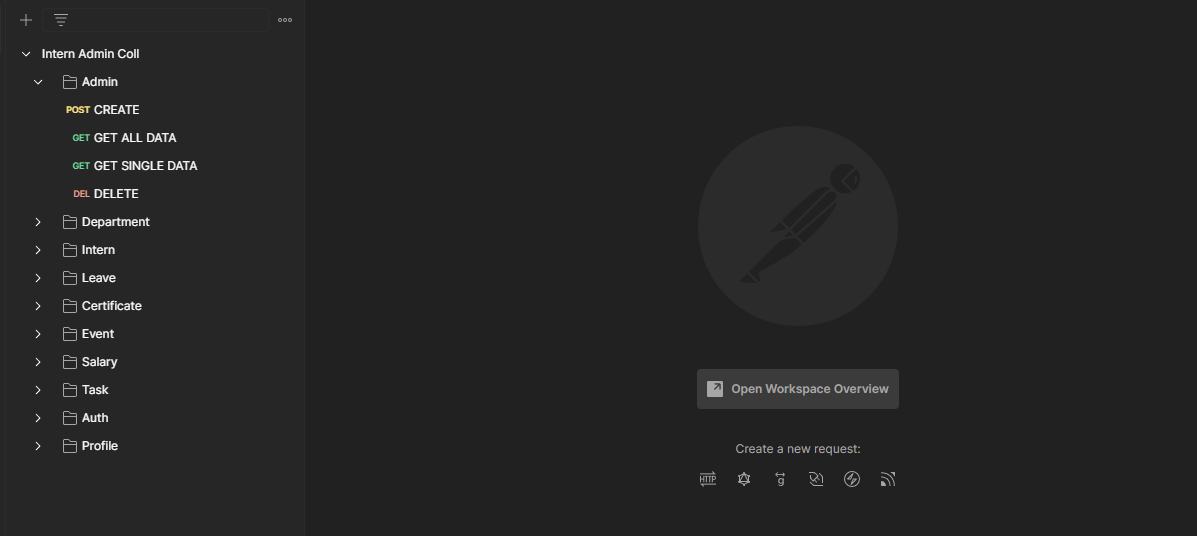 Intern Admin Coll
Admin
POST CREATE
GET GET ALL DATA
GET GET SINGLE DATA
DEL DELETE
Department
Intern
Leave
Certificate
Event
Salary
Task
Auth
Profile
Open Workspace Overview
Create a new request:
HTTP
g